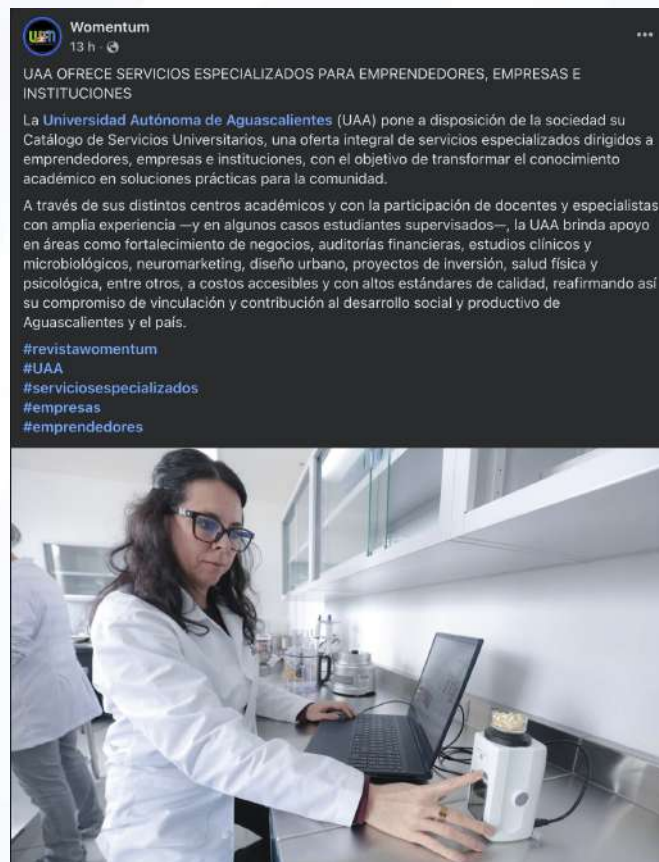 Womentum
13 h
UAA OFRECE SERVICIOS ESPECIALIZADOS PARA EMPRENDEDORES, EMPRESAS E
INSTITUCIONES
La Universidad Autónoma de Aguascalientes (UAA) pone a disposición de la sociedad su
Catálogo de Servicios Universitarios, una oferta integral de servicios especializados dirigidos a
emprendedores, empresas e instituciones, con el objetivo de transformar el conocimiento
académico en soluciones prácticas para la comunidad.
A través de sus distintos centros académicos y con la participación de docentes y especialistas
con amplia experiencia —y en algunos casos estudiantes supervisados—, la UAA brinda apoyo
en áreas como fortalecimiento de negocios, auditorías financieras, estudios clínicos y
microbiológicos, neuromarketing, diseño urbano, proyectos de inversión, salud física y
psicológica, entre otros, a costos accesibles y con altos estándares de calidad, reafirmando así
su compromiso de vinculación y contribución al desarrollo social y productivo de
Aguascalientes y el país.
#revistawomentum
#UAA
#serviciosespecializados
#empresas
#emprendedores